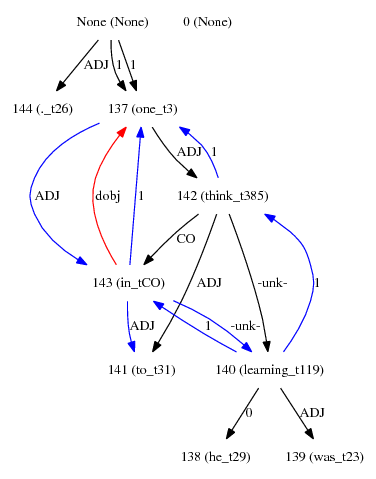 None (None) 0 (None)
ADJ 1 1
144 (._t26) 137 (one_t3)
ADJ 1
ADJ dobj 1 142 (think_t385)
CO
143 (in_tCO) ADJ -unk- 1
ADJ 1 -unk-
141 (to_t31) 140 (learning_t119)
0 ADJ
138 (he_t29) 139 (was_t23)